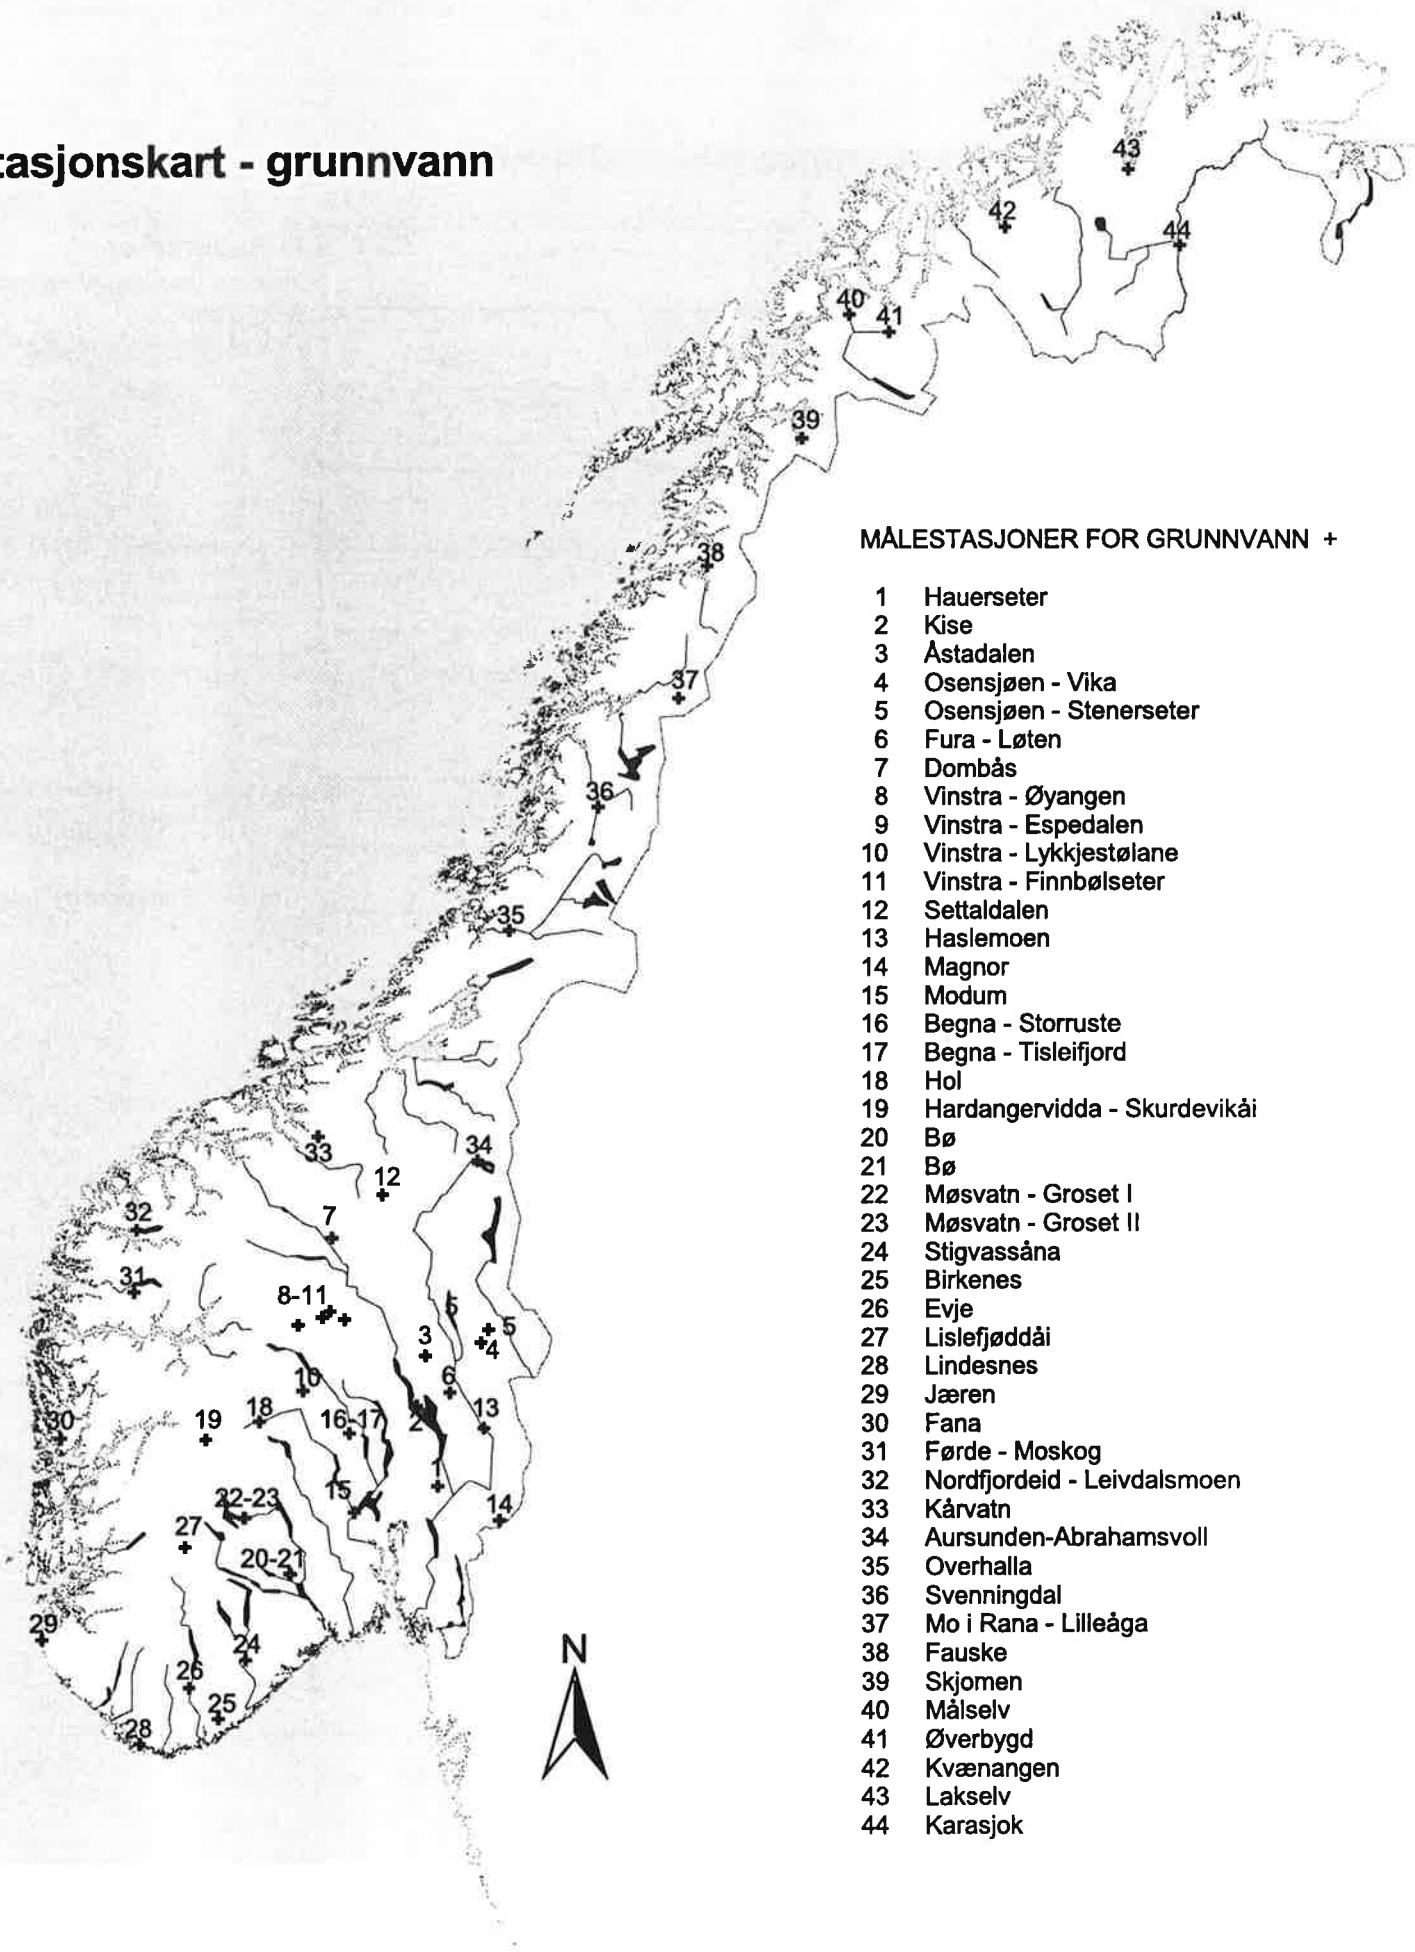 tasjonskart - grunnvann
43
42
44
40
41
39
38
37
36
35
33
34
12
32
7
31
8-11
5
5
3
4
10
6
30
19
18
16-17
2
13
1
22-23
15
14
27
20-21
29
24
26
25
28
N
MÅLESTASJONER FOR GRUNNVANN +
1 Hauerseter
2 Kise
3 Åstadalen
4 Osensjøen - Vika
5 Osensjøen - Stenerseter
6 Fura - Løten
7 Dombås
8 Vinstra - Øyangen
9 Vinstra - Espedalen
10 Vinstra - Lykkjestølane
11 Vinstra - Finnbølseter
12 Settaldalen
13 Haslemoen
14 Magnor
15 Modum
16 Begna - Storruste
17 Begna - Tisleifjord
18 Hol
19 Hardangervidda - Skurdevikåi
20 Bø
21 Bø
22 Møsvatn - Groset I
23 Møsvatn - Groset II
24 Stigvassåna
25 Birkenes
26 Evje
27 Lislefjøddåi
28 Lindesnes
29 Jæren
30 Fana
31 Førde - Moskog
32 Nordfjordeid - Leivdalsmoen
33 Kårvatn
34 Aursunden-Abrahamsvoll
35 Overhalla
36 Svenningdal
37 Mo i Rana - Lilleåga
38 Fauske
39 Skjomen
40 Målselv
41 Øverbygd
42 Kvænangen
43 Lakselv
44 Karasjok